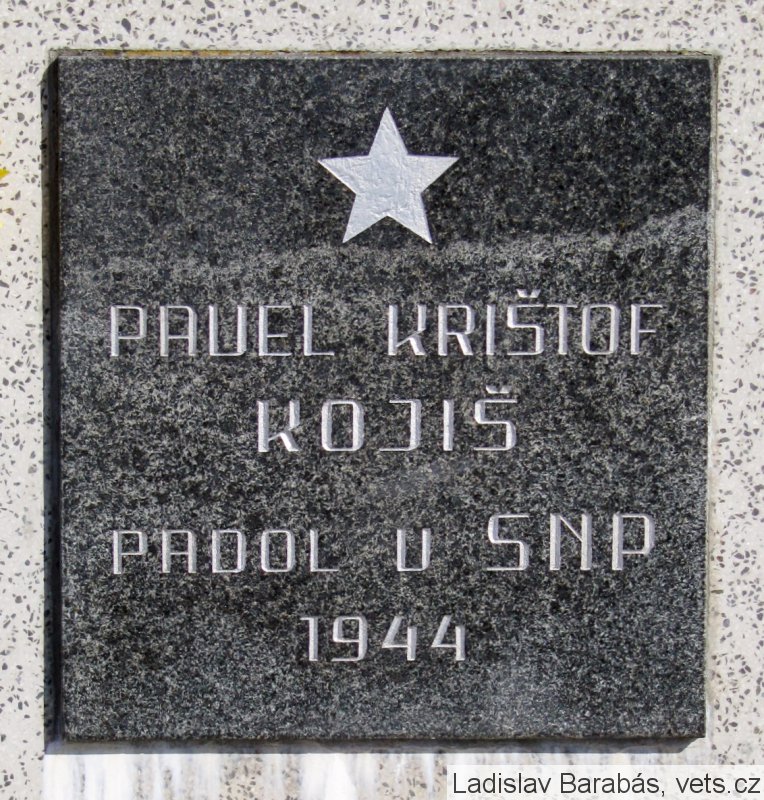 PAVEL KRIŠTOF
KOJIŠ
PADOL V SNP
1944
Ladislav Barabás, vets.cz